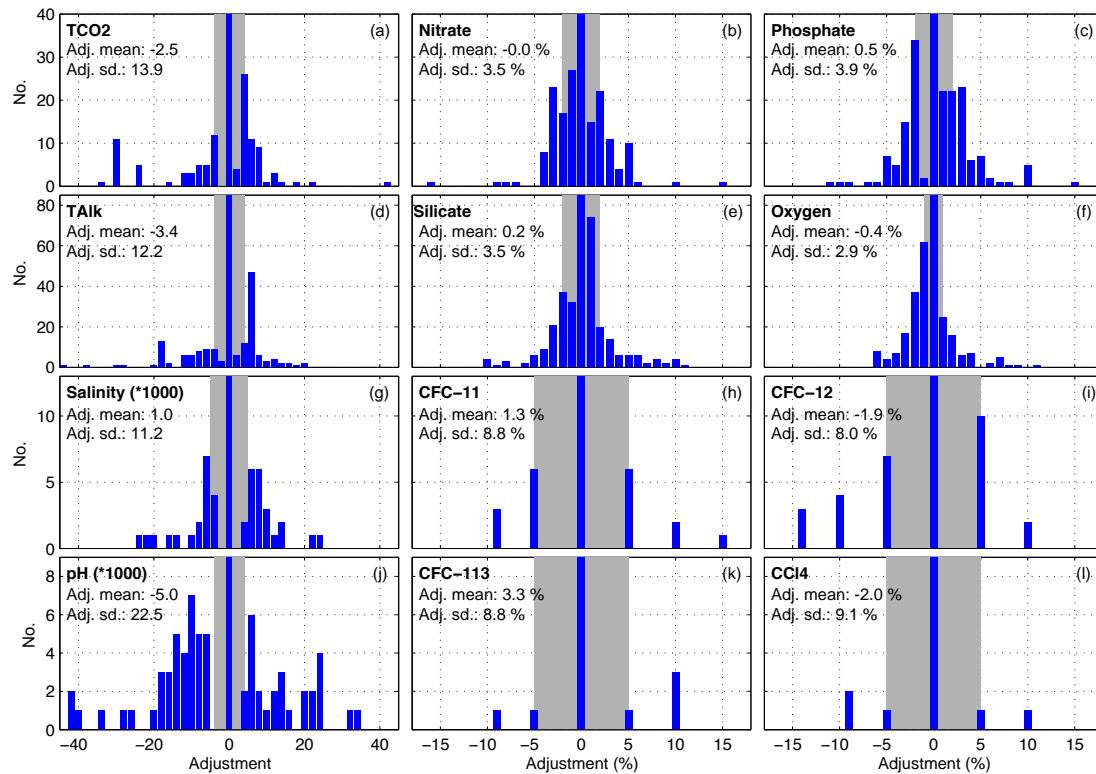 TCO2
(a)
Adj. mean: -2.5
Adj. sd.: 13.9
No.
40
30
20
10
0
Nitrate
(b)
Adj. mean: -0.0 %
Adj. sd.: 3.5 %
Phosphate
(c)
Adj. mean: 0.5 %
Adj. sd.: 3.9 %
TAlk
(d)
Adj. mean: -3.4
Adj. sd.: 12.2
No.
80
60
40
20
0
Silicate
(e)
Adj. mean: 0.2 %
Adj. sd.: 3.5 %
Oxygen
(f)
Adj. mean: -0.4 %
Adj. sd.: 2.9 %
Salinity (*1000)
(g)
Adj. mean: 1.0
Adj. sd.: 11.2
No.
10
5
0
CFC−11
(h)
Adj. mean: 1.3 %
Adj. sd.: 8.8 %
CFC−12
(i)
Adj. mean: -1.9 %
Adj. sd.: 8.0 %
pH (*1000)
(j)
Adj. mean: -5.0
Adj. sd.: 22.5
No.
8
6
4
2
0
−40 −20 0 20 40
Adjustment
CFC−113
(k)
Adj. mean: 3.3 %
Adj. sd.: 8.8 %
−15 −10 −5 0 5 10 15
Adjustment (%)
CCl4
(l)
Adj. mean: -2.0 %
Adj. sd.: 9.1 %
−15 −10 −5 0 5 10 15
Adjustment (%)